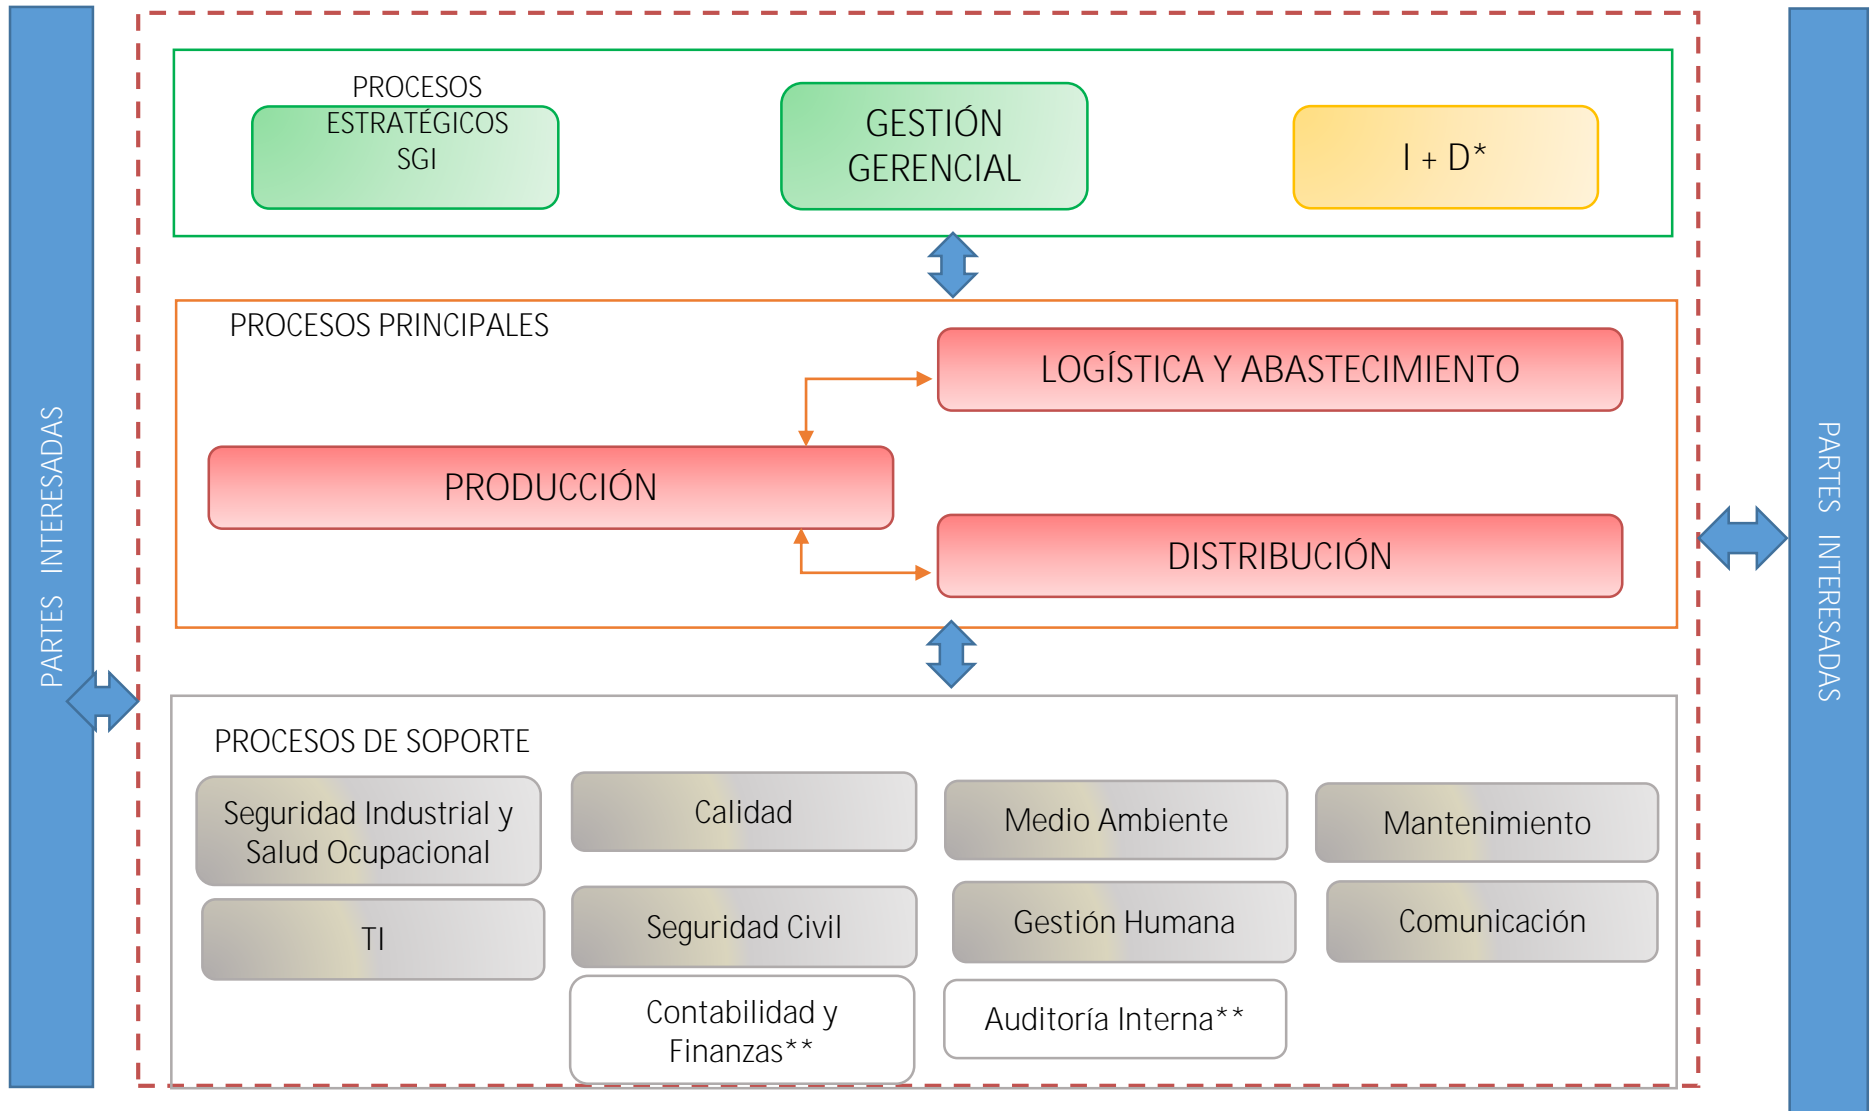 PARTES INTERESADAS
PROCESOS
ESTRATÉGICOS
SGI
GESTIÓN
GERENCIAL
I + D*
PROCESOS PRINCIPALES
LOGÍSTICA Y ABASTECIMIENTO
PRODUCCIÓN
DISTRIBUCIÓN
PROCESOS DE SOPORTE
Seguridad Industrial y
Salud Ocupacional
Calidad
Medio Ambiente
Mantenimiento
TI
Seguridad Civil
Gestión Humana
Comunicación
Contabilidad y
Finanzas**
Auditoría Interna**
PARTES INTERESADAS